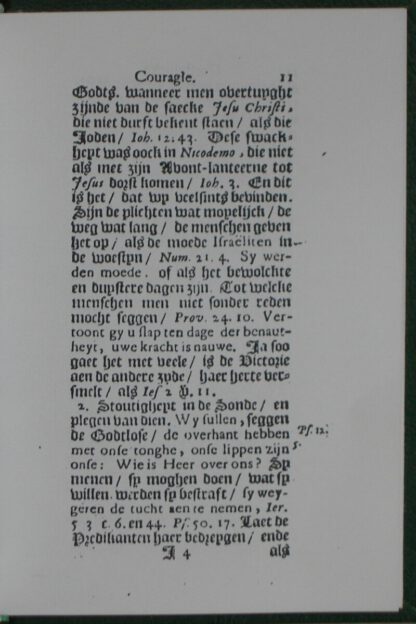 Couragie. 11
Godts. wanneer men overtuyght
zijnde van de saecke Jesu Christi,
die niet durft bekent staen / als die
Joden / Ioh. 12. 43. Dese swack-
heyt was oock in Nicodemo, die niet
als met zijn Avont-lanteerne tot
Jesus dorst komen / Ioh. 3. En dit
is het / dat wy veelsints bevinden.
Zijn de plichten wat moyelijck / de
weg wat lang / de menschen geven
het op / als de moede Israëliten in
de woestyn / Num. 21. 4. Sy wer-
den moede. of als het bewolckte
en duystere dagen zijn. Tot welcke
menschen men niet sonder reden
mocht seggen / Prov. 24. 10. Ver-
toont gy u slap ten dage der benaut-
heyt, uwe kracht is nauwe. Ja soo
gaet het met veele / is de Victorie
aen de andere zyde / haer herte ver-
smelt / als Ies 2 ℣. 11.
2. Stoutigheyt in de Sonde / en
plegen van dien. Wy sullen, seggen
de Godtlose / de overhant hebben
met onse tonghe, onse lippen zijn
onse: Wie is Heer over ons? Sy
menen / sy moghen doen / wat sy
willen. werden sy bestraft / sy wey-
geren de tucht aen te nemen, Ier.
5 3 c. 6. en 44. Ps. 50. 17. Laet de
Predikanten haer bedreygen / ende
J 4 als
Ps. 12.
5.